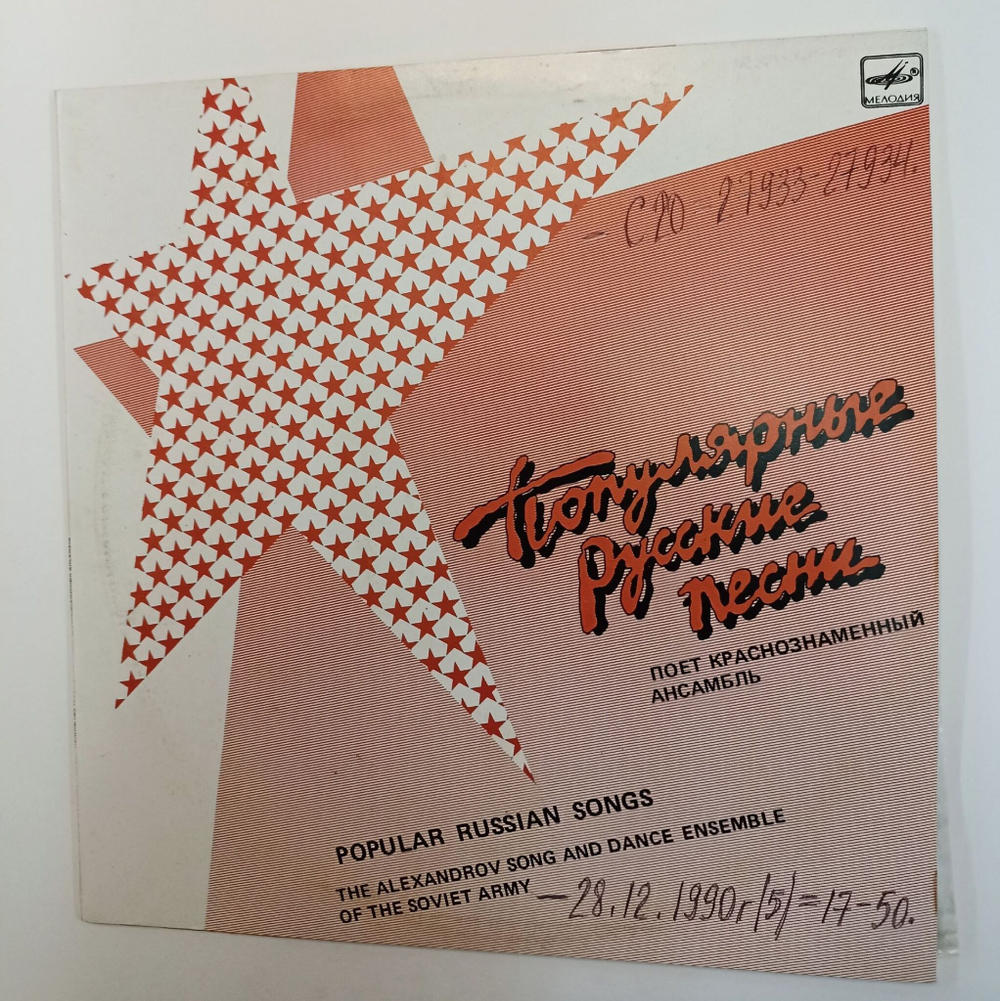 МЕЛОДИЯ
— С20 — 27933-27934.
Популярные
русские
песни
ПОЕТ КРАСНОЗНАМЕННЫЙ
АНСАМБЛЬ
POPULAR RUSSIAN SONGS
THE ALEXANDROV SONG AND DANCE ENSEMBLE
OF THE SOVIET ARMY — 28.12.1990г (5) = 17-50.